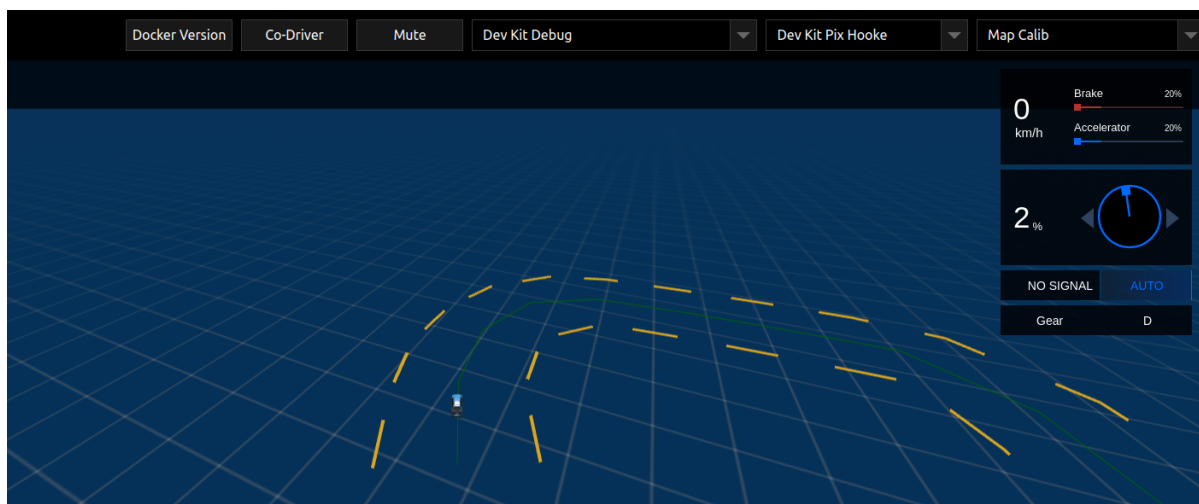 Docker Version Co-Driver Mute Dev Kit Debug Dev Kit Pix Hooke Map Calib
0
km/h
Brake 20%
Accelerator 20%
2 %
NO SIGNAL AUTO
Gear D